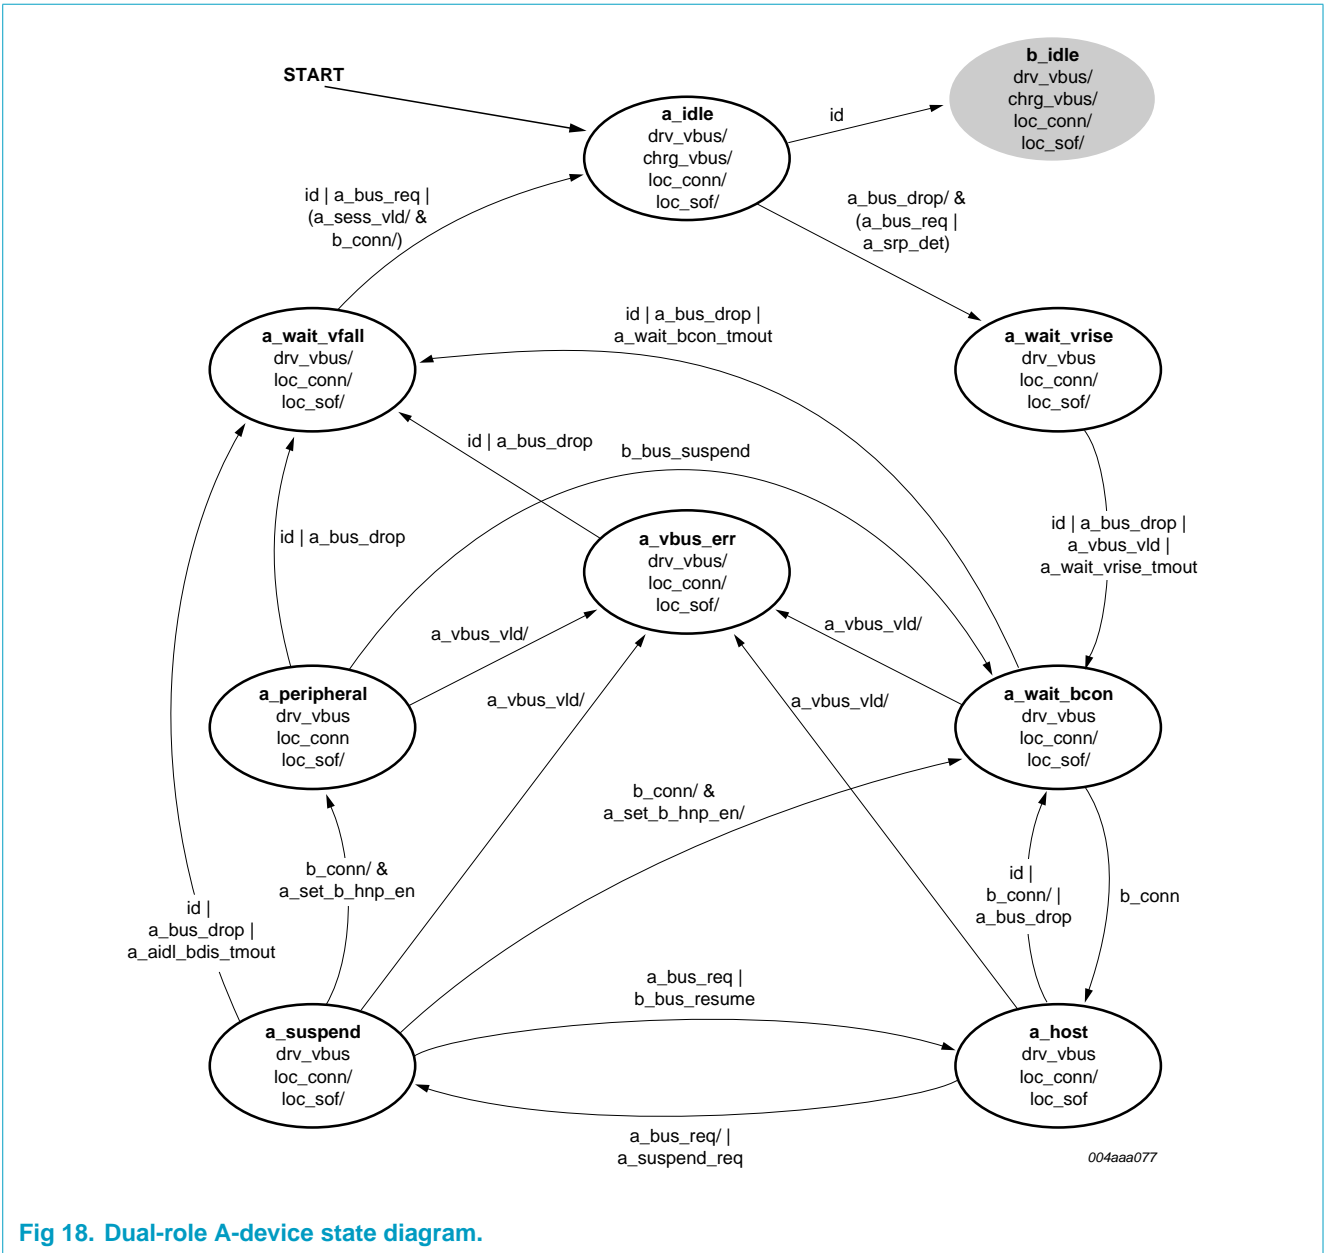 START
b_idle
drv_vbus/
chrg_vbus/
loc_conn/
loc_sof/
a_idle
drv_vbus/
chrg_vbus/
loc_conn/
loc_sof/
id
id | a_bus_req |
(a_sess_vld/ &
b_conn/)
a_bus_drop/ &
(a_bus_req |
a_srp_det)
a_wait_vfall
drv_vbus/
loc_conn/
loc_sof/
id | a_bus_drop |
a_wait_bcon_tmout
a_wait_vrise
drv_vbus
loc_conn/
loc_sof/
id | a_bus_drop
b_bus_suspend
id | a_bus_drop
a_vbus_err
drv_vbus/
loc_conn/
loc_sof/
id | a_bus_drop |
a_vbus_vld |
a_wait_vrise_tmout
a_vbus_vld/
a_vbus_vld/
a_peripheral
drv_vbus
loc_conn
loc_sof/
a_vbus_vld/
a_vbus_vld/
a_wait_bcon
drv_vbus
loc_conn/
loc_sof/
b_conn/ &
a_set_b_hnp_en/
b_conn/ &
a_set_b_hnp_en
id |
b_conn/ |
a_bus_drop
b_conn
id |
a_bus_drop |
a_aidl_bdis_tmout
a_bus_req |
b_bus_resume
a_suspend
drv_vbus
loc_conn/
loc_sof/
a_host
drv_vbus
loc_conn/
loc_sof
a_bus_req/ |
a_suspend_req
004aaa077
Fig 18. Dual-role A-device state diagram.